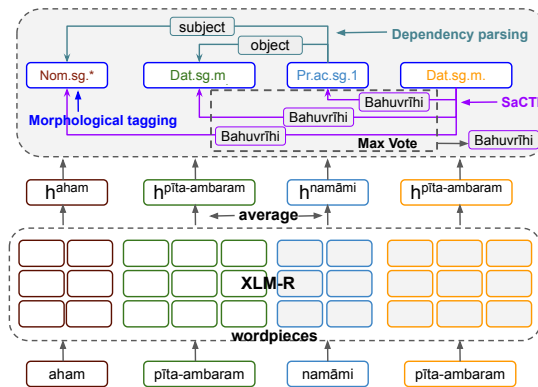 subject
object
Dependency parsing
Nom.sg.*
Dat.sg.m
Pr.ac.sg.1
Dat.sg.m.
Bahuvrīhi
SaCTI
Bahuvrīhi
Morphological tagging
Bahuvrīhi
Max Vote
Bahuvrīhi
h^aham
h^pīta-ambaram
h^namāmi
h^pīta-ambaram
average
XLM-R
wordpieces
aham
pīta-ambaram
namāmi
pīta-ambaram